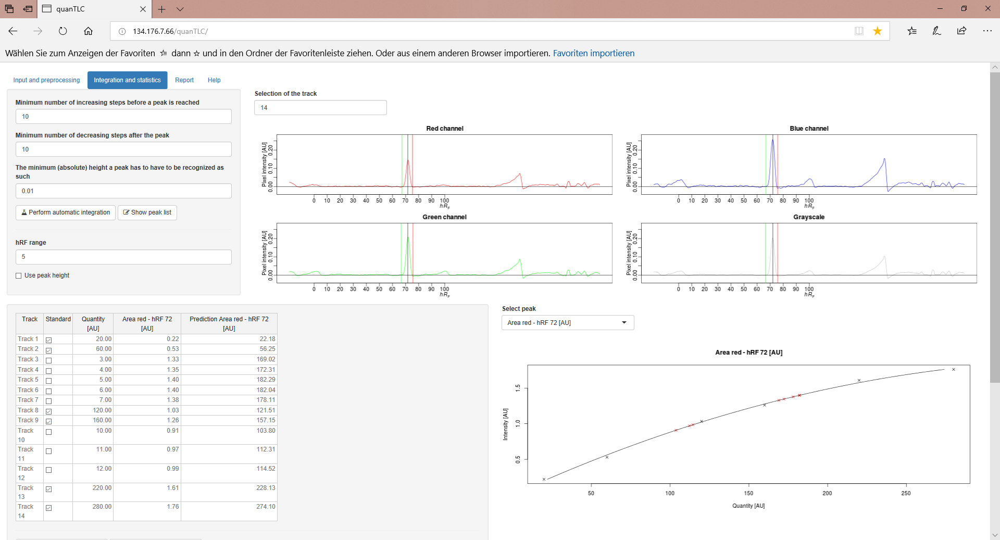 quanTLC
134.176.7.66/quanTLC/
Wählen Sie zum Anzeigen der Favoriten dann und in den Ordner der Favoritenleiste ziehen. Oder aus einem anderen Browser importieren. Favoriten importieren
Input and preprocessing Integration and statistics Report Help
Minimum number of increasing steps before a peak is reached
10
Minimum number of decreasing steps after the peak
10
The minimum (absolute) height a peak has to have to be recognized as
such
0.01
Perform automatic integration Show peak list
hRF range
5
Use peak height
Selection of the track
14
Red channel
Pixel intensity [AU]
0.00 0.10 0.20
0 10 20 30 40 50 60 70 80 90 100
hRF
Blue channel
Pixel intensity [AU]
0.00 0.10 0.20
0 10 20 30 40 50 60 70 80 90 100
hRF
Green channel
Pixel intensity [AU]
0.00 0.10 0.20
0 10 20 30 40 50 60 70 80 90 100
hRF
Grayscale
Pixel intensity [AU]
0.00 0.10 0.20
0 10 20 30 40 50 60 70 80 90 100
hRF
Track Standard Quantity [AU] Area red - hRF 72 [AU] Prediction Area red - hRF 72 [AU]
Track 1 20.00 0.22 22.18
Track 2 60.00 0.53 56.25
Track 3 3.00 1.33 169.02
Track 4 4.00 1.35 172.31
Track 5 5.00 1.40 182.29
Track 6 6.00 1.40 182.04
Track 7 7.00 1.38 178.11
Track 8 120.00 1.03 121.51
Track 9 160.00 1.26 157.15
Track 10 10.00 0.91 103.80
Track 11 11.00 0.97 112.31
Track 12 12.00 0.99 114.52
Track 13 220.00 1.61 228.13
Track 14 280.00 1.76 274.10
Select peak
Area red - hRF 72 [AU]
Area red - hRF 72 [AU]
Intensity [AU]
0.5 1.0 1.5
50 100 150 200 250
Quantity [AU]